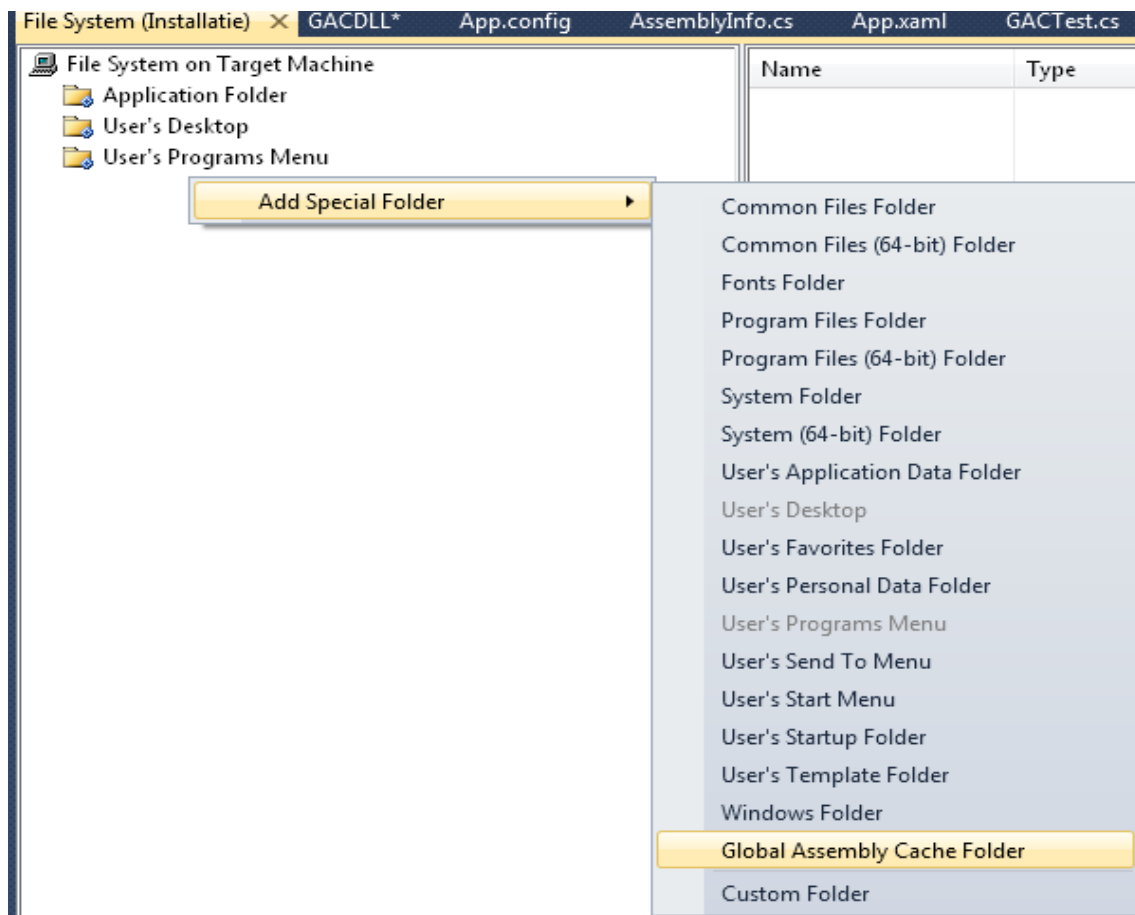 File System (Installatie) GACDLL* App.config AssemblyInfo.cs App.xaml GACTest.cs
File System on Target Machine
Application Folder
User's Desktop
User's Programs Menu
Name Type
Add Special Folder
Common Files Folder
Common Files (64-bit) Folder
Fonts Folder
Program Files Folder
Program Files (64-bit) Folder
System Folder
System (64-bit) Folder
User's Application Data Folder
User's Desktop
User's Favorites Folder
User's Personal Data Folder
User's Programs Menu
User's Send To Menu
User's Start Menu
User's Startup Folder
User's Template Folder
Windows Folder
Global Assembly Cache Folder
Custom Folder